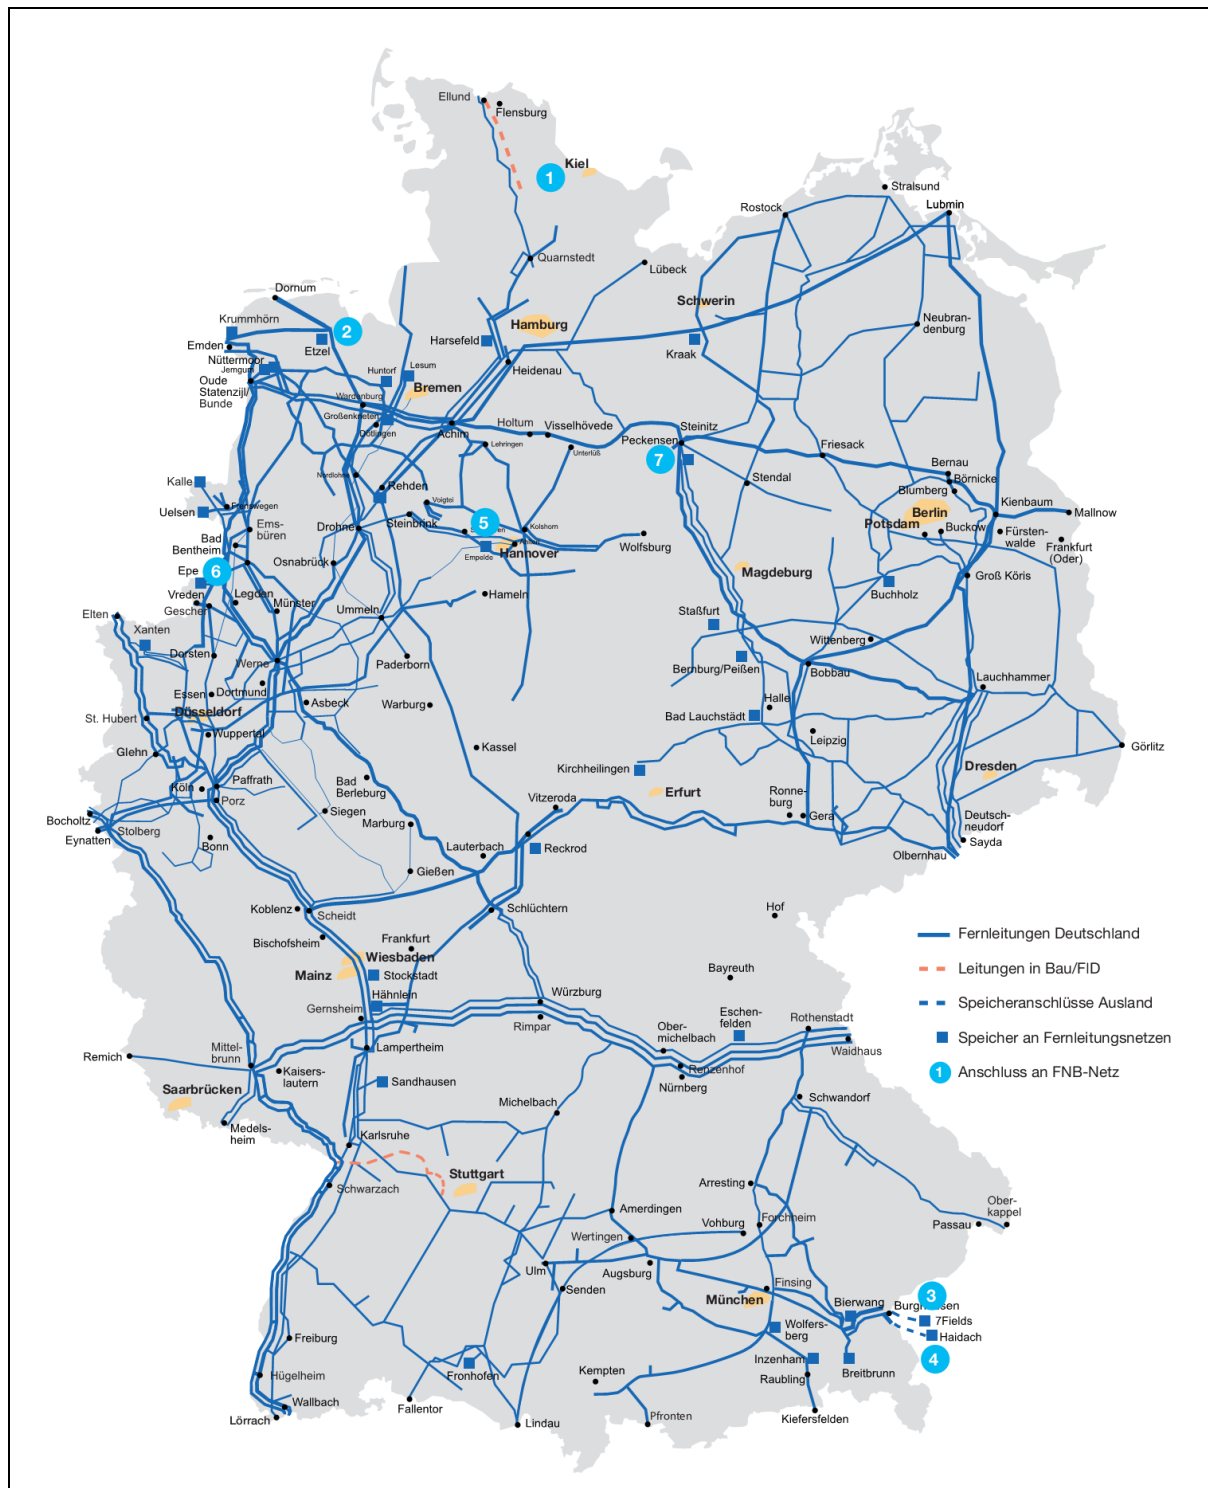 Ellund
Flensburg
Kiel
1
Stralsund
Rostock
Lubmin
Quarnstedt
Lübeck
Dornum
Schwerin
Krummhörn
2
Hamburg
Neubran-
denburg
Emden
Etzel
Harsefeld
Kraak
Nüttermoor
Jemgum
Huntorf
Lesum
Heidenau
Oude
Statenzijl/
Bunde
Bremen
Wardenburg
Großenkneten
Dötlingen
Achim
Holtum
Visselhövede
Steinitz
Peckensen
Lehringen
Unterlüß
Friesack
7
Bernau
Börnicke
Blumberg
Nordlohne
Kalle
Rehden
Stendal
Voigtei
Kienbaum
Mallnow
Uelsen
Frenswegen
Berlin
Potsdam
Ems-
büren
Drohne
Steinbrink
5
Kolshorn
Buckow
Fürsten-
walde
Frankfurt
(Oder)
Bad
Bentheim
Hannover
Wolfsburg
Empelde
Osnabrück
Epe
6
Magdeburg
Groß Köris
Buchholz
Vreden
Legden
Gescher
Münster
Hameln
Elten
Ummeln
Staßfurt
Xanten
Wittenberg
Dorsten
Werne
Paderborn
Bernburg/Peißen
Bobbau
Lauchhammer
Essen
Dortmund
Asbeck
Warburg
Halle
St. Hubert
Düsseldorf
Bad Lauchstädt
Wuppertal
Leipzig
Glehn
Kassel
Görlitz
Kirchheilingen
Dresden
Köln
Paffrath
Bad
Berleburg
Porz
Vitzeroda
Erfurt
Ronne-
burg
Bocholtz
Eynatten
Stolberg
Siegen
Marburg
Gera
Deutsch-
neudorf
Bonn
Lauterbach
Reckrod
Sayda
Olbernhau
Gießen
Koblenz
Scheidt
Schlüchtern
Hof
Bischofsheim
Frankfurt
Fernleitungen Deutschland
Wiesbaden
Mainz
Stockstadt
Bayreuth
Leitungen in Bau/FID
Hähnlein
Würzburg
Speicheranschlüsse Ausland
Gernsheim
Rimpar
Eschen-
felden
Rothenstadt
Speicher an Fernleitungsnetzen
Ober-
michelbach
Waidhaus
Remich
Mittel-
brunn
Lampertheim
Renzenhof
Nürnberg
1
Anschluss an FNB-Netz
Kaisers-
lautern
Sandhausen
Saarbrücken
Michelbach
Schwandorf
Medels-
heim
Karlsruhe
Stuttgart
Schwarzach
Arresting
Ober-
kappel
Amerdingen
Forchheim
Passau
Vohburg
Wertingen
Ulm
Augsburg
Senden
Finsing
3
München
Bierwang
7Fields
Wolfers-
berg
Haidach
Freiburg
4
Inzenham
Breitbrunn
Fronhofen
Kempten
Raubling
Hügelheim
Wallbach
Fallentor
Lörrach
Lindau
Pfronten
Kiefersfelden